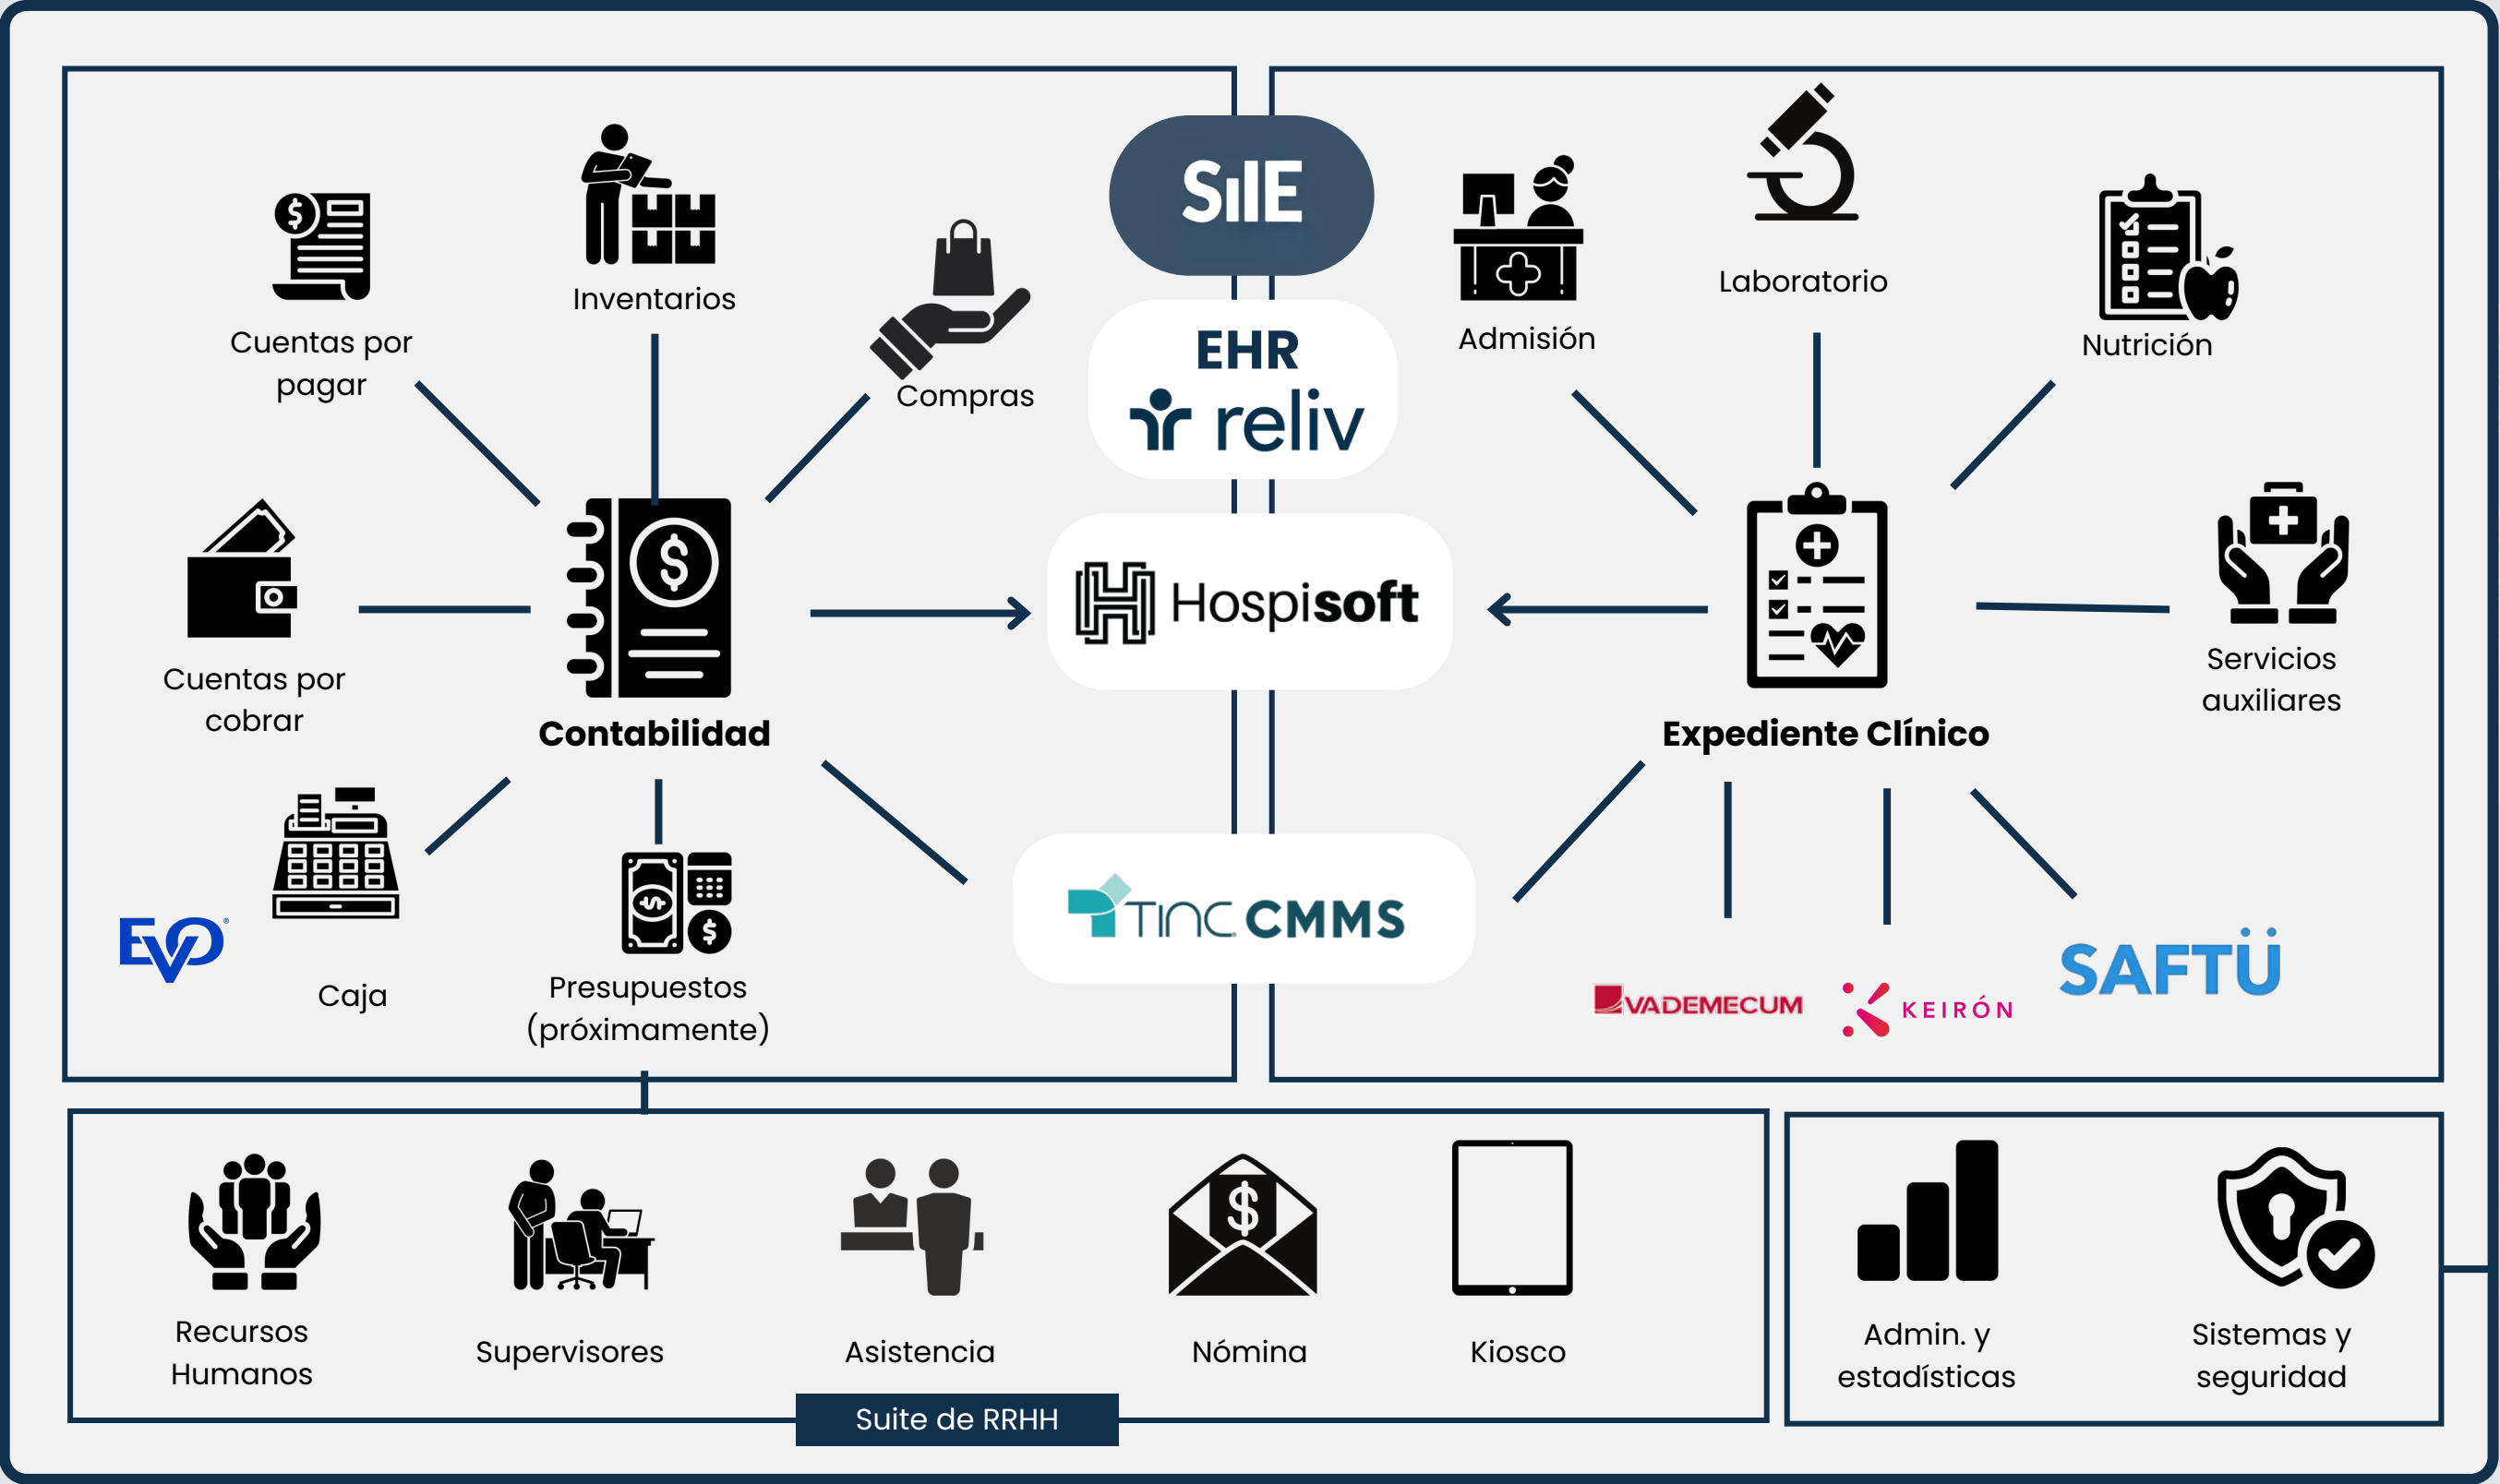 Cuentas por
pagar
Inventarios
Compras
Cuentas por
cobrar
Contabilidad
EVO®
Caja
Presupuestos
(próximamente)
SIIE
EHR
reliv
Hospisoft
TINC CMMS
Admisión
Laboratorio
Nutrición
Servicios
auxiliares
Expediente Clínico
VADEMECUM
KEIRÓN
SAFTÜ
Recursos
Humanos
Supervisores
Asistencia
Nómina
Kiosco
Suite de RRHH
Admin. y
estadísticas
Sistemas y
seguridad